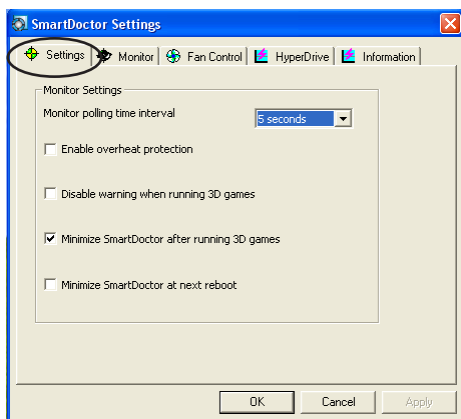 SmartDoctor Settings
Settings Monitor Fan Control HyperDrive Information
Monitor Settings
Monitor polling time interval 5 seconds
Enable overheat protection
Disable warning when running 3D games
Minimize SmartDoctor after running 3D games
Minimize SmartDoctor at next reboot
OK Cancel Apply